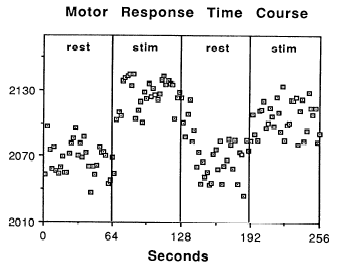 Motor Response Time Course
rest stim rest stim
2130
2070
2010
0 64 128 192 256
Seconds